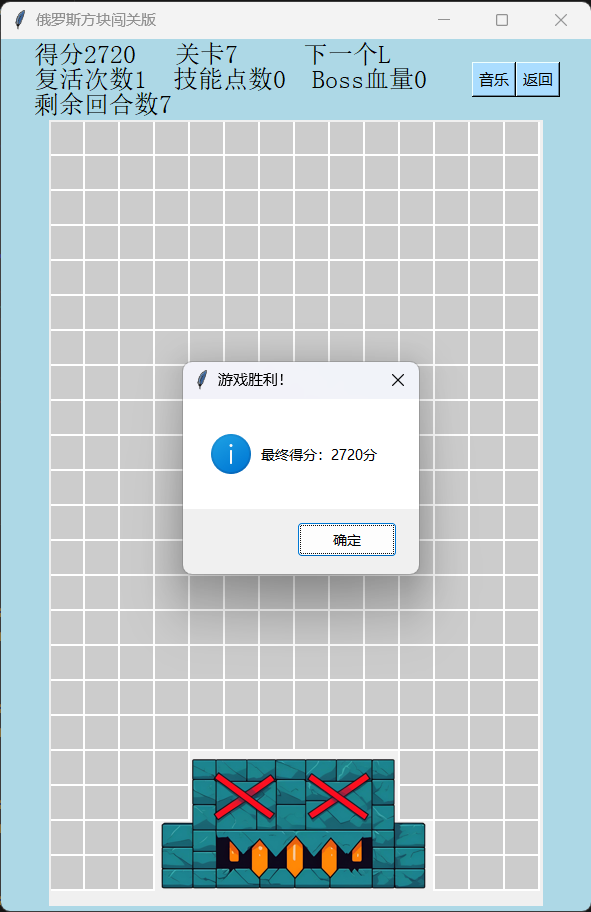 俄罗斯方块闯关版
得分2720 关卡7 下一个L
复活次数1 技能点数0 Boss血量0
剩余回合数7
音乐 返回
游戏胜利!
最终得分：2720分
确定